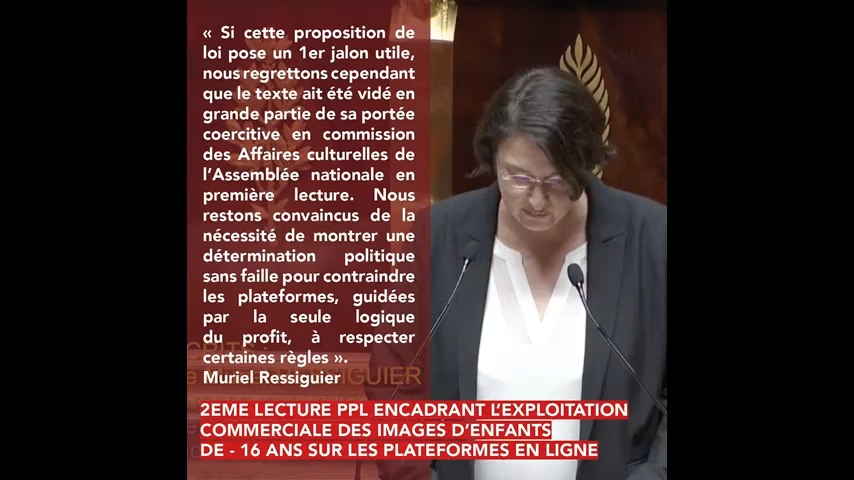 « Si cette proposition de
loi pose un 1er jalon utile,
nous regrettons cependant
que le texte ait été vidé en
grande partie de sa portée
coercitive en commission
des Affaires culturelles de
l'Assemblée nationale en
première lecture. Nous
restons convaincus de la
nécessité de montrer une
détermination politique
sans faille pour contraindre
les plateformes, guidées
par la seule logique
du profit, à respecter
certaines règles ».
Muriel Ressiguier
2EME LECTURE PPL ENCADRANT L'EXPLOITATION
COMMERCIALE DES IMAGES D'ENFANTS
DE - 16 ANS SUR LES PLATEFORMES EN LIGNE